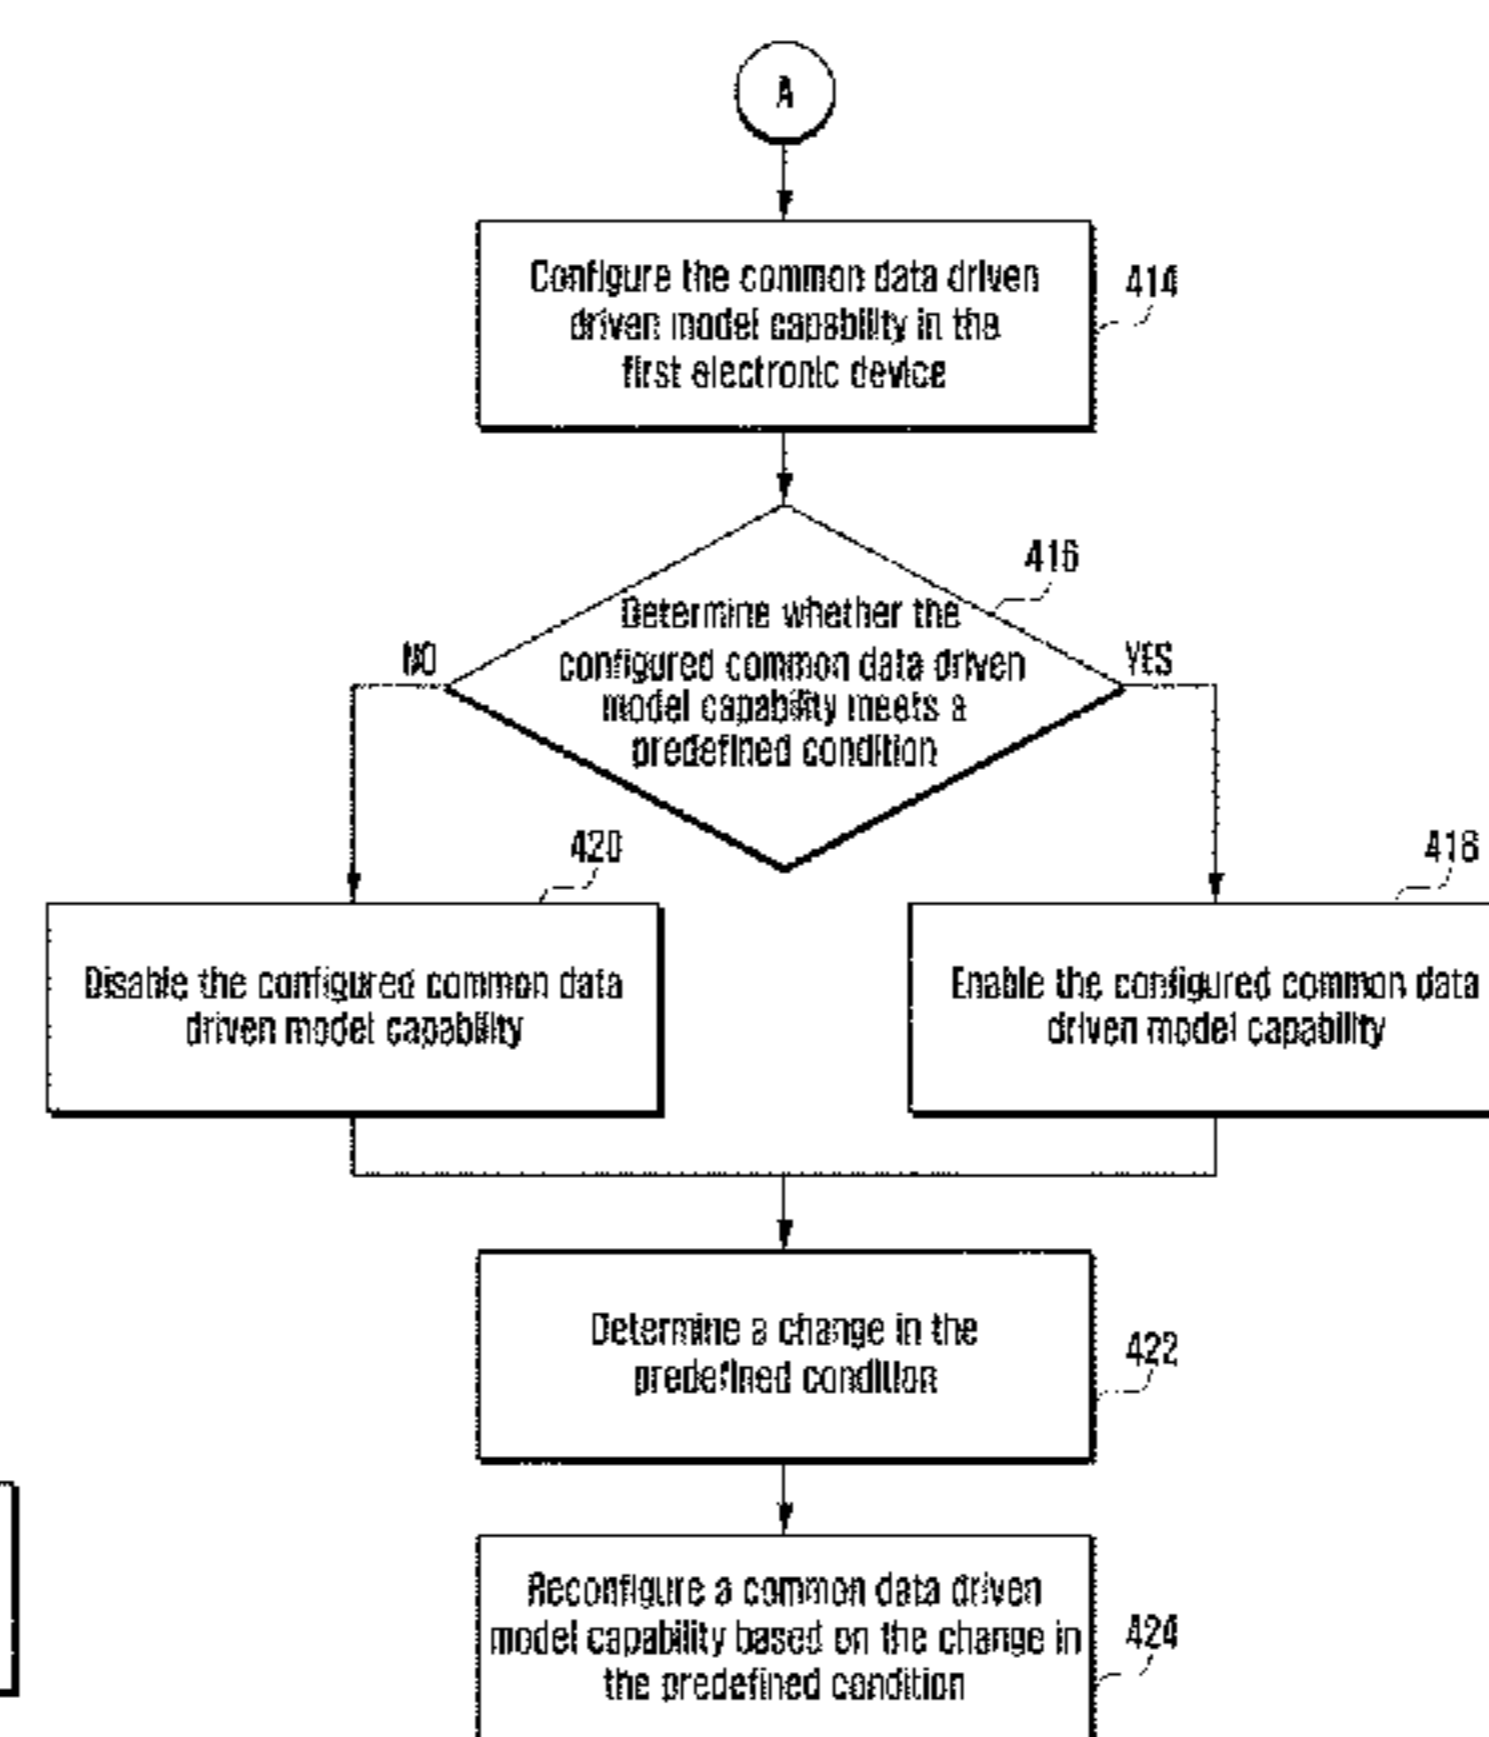 A
Configure the common data driven
driven model capability in the
first electronic device
414
416
Determine whether the
configured common data driven
model capability meets a
predefined condition
NO
YES
420
418
Disable the configured common data
driven model capability
Enable the configured common data
driven model capability
Determine a change in the
predefined condition
422
Reconfigure a common data driven
model capability based on the change in
the predefined condition
424